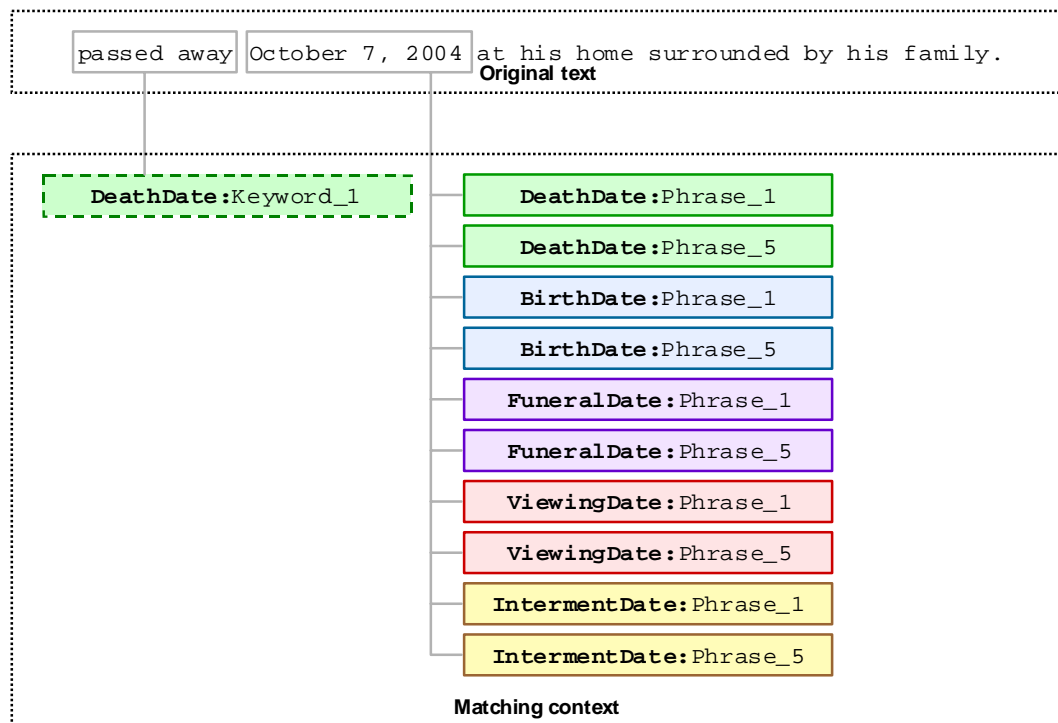 passed away October 7, 2004 at his home surrounded by his family.
Original text
DeathDate:Keyword_1 DeathDate:Phrase_1
DeathDate:Phrase_5
BirthDate:Phrase_1
BirthDate:Phrase_5
FuneralDate:Phrase_1
FuneralDate:Phrase_5
ViewingDate:Phrase_1
ViewingDate:Phrase_5
IntermentDate:Phrase_1
IntermentDate:Phrase_5
Matching context